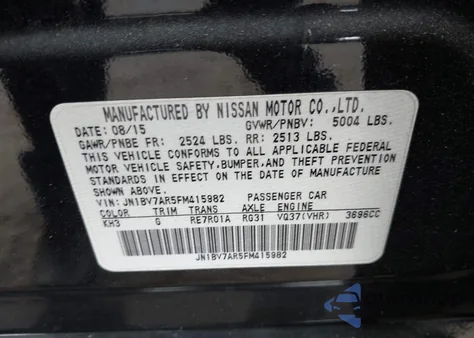 MANUFACTURED BY NISSAN MOTOR CO.,LTD.
DATE: 08/15 GVWR/PNBV: 5004 LBS.
GAWR/PNBE FR: 2524 LBS. RR: 2513 LBS.
THIS VEHICLE CONFORMS TO ALL APPLICABLE FEDERAL
MOTOR VEHICLE SAFETY,BUMPER,AND THEFT PREVENTION
STANDARDS IN EFFECT ON THE DATE OF MANUFACTURE
SHOWN ABOVE.
VIN: JN1BV7AR5FM415982 PASSENGER CAR
COLOR TRIM TRANS AXLE ENGINE
KH3 G RE7R01A RG31 VQ37(VHR) 3696CC
JN1BV7AR5FM415982